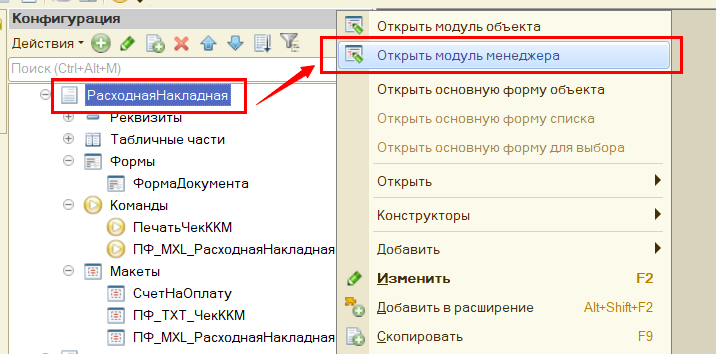 Конфигурация
Действия
Поиск (Ctrl+Alt+M)
РасходнаяНакладная
Реквизиты
Табличные части
Формы
ФормаДокумента
Команды
ПечатьЧекККМ
ПФ_MXL_РасходнаяНакладная
Макеты
СчетНаОплату
ПФ_TXT_ЧекККМ
ПФ_MXL_РасходнаяНакладная
Открыть модуль объекта
Открыть модуль менеджера
Открыть основную форму объекта
Открыть основную форму списка
Открыть основную форму для выбора
Открыть
Конструкторы
Добавить
Изменить F2
Добавить в расширение Alt+Shift+F2
Скопировать F9